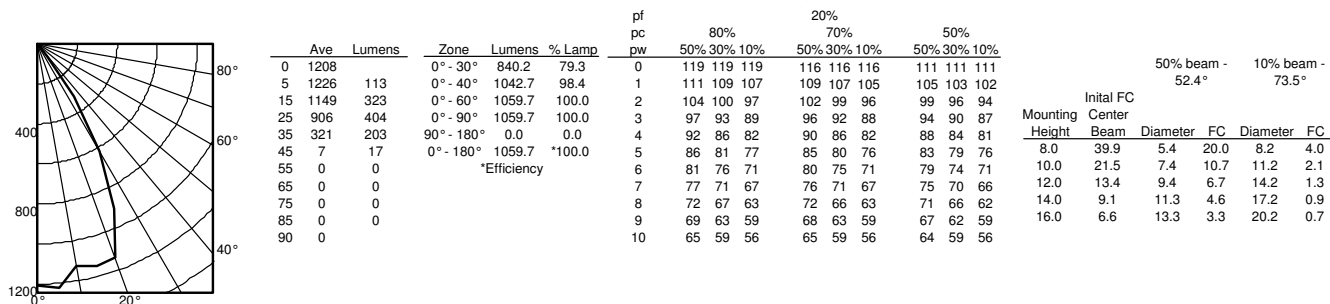 80°
60°
40°
400
800
1200
0°
20°
Ave Lumens
0 1208
5 1226 113
15 1149 323
25 906 404
35 321 203
45 7 17
55 0 0
65 0 0
75 0 0
85 0 0
90 0
Zone Lumens % Lamp
0° - 30° 840.2 79.3
0° - 40° 1042.7 98.4
0° - 60° 1059.7 100.0
0° - 90° 1059.7 100.0
90° - 180° 0.0 0.0
0° - 180° 1059.7 *100.0
*Efficiency
pf 20%
pc 80% 70% 50%
pw 50% 30% 10% 50% 30% 10% 50% 30% 10%
0 119 119 119 116 116 116 111 111 111
1 111 109 107 109 107 105 105 103 102
2 104 100 97 102 99 96 99 96 94
3 97 93 89 96 92 88 94 90 87
4 92 86 82 90 86 82 88 84 81
5 86 81 77 85 80 76 83 79 76
6 81 76 71 80 75 71 79 74 71
7 77 71 67 76 71 67 75 70 66
8 72 67 63 72 66 63 71 66 62
9 69 63 59 68 63 59 67 62 59
10 65 59 56 65 59 56 64 59 56
50% beam - 10% beam -
52.4° 73.5°
Inital FC
Mounting Center
Height Beam Diameter FC Diameter FC
8.0 39.9 5.4 20.0 8.2 4.0
10.0 21.5 7.4 10.7 11.2 2.1
12.0 13.4 9.4 6.7 14.2 1.3
14.0 9.1 11.3 4.6 17.2 0.9
16.0 6.6 13.3 3.3 20.2 0.7